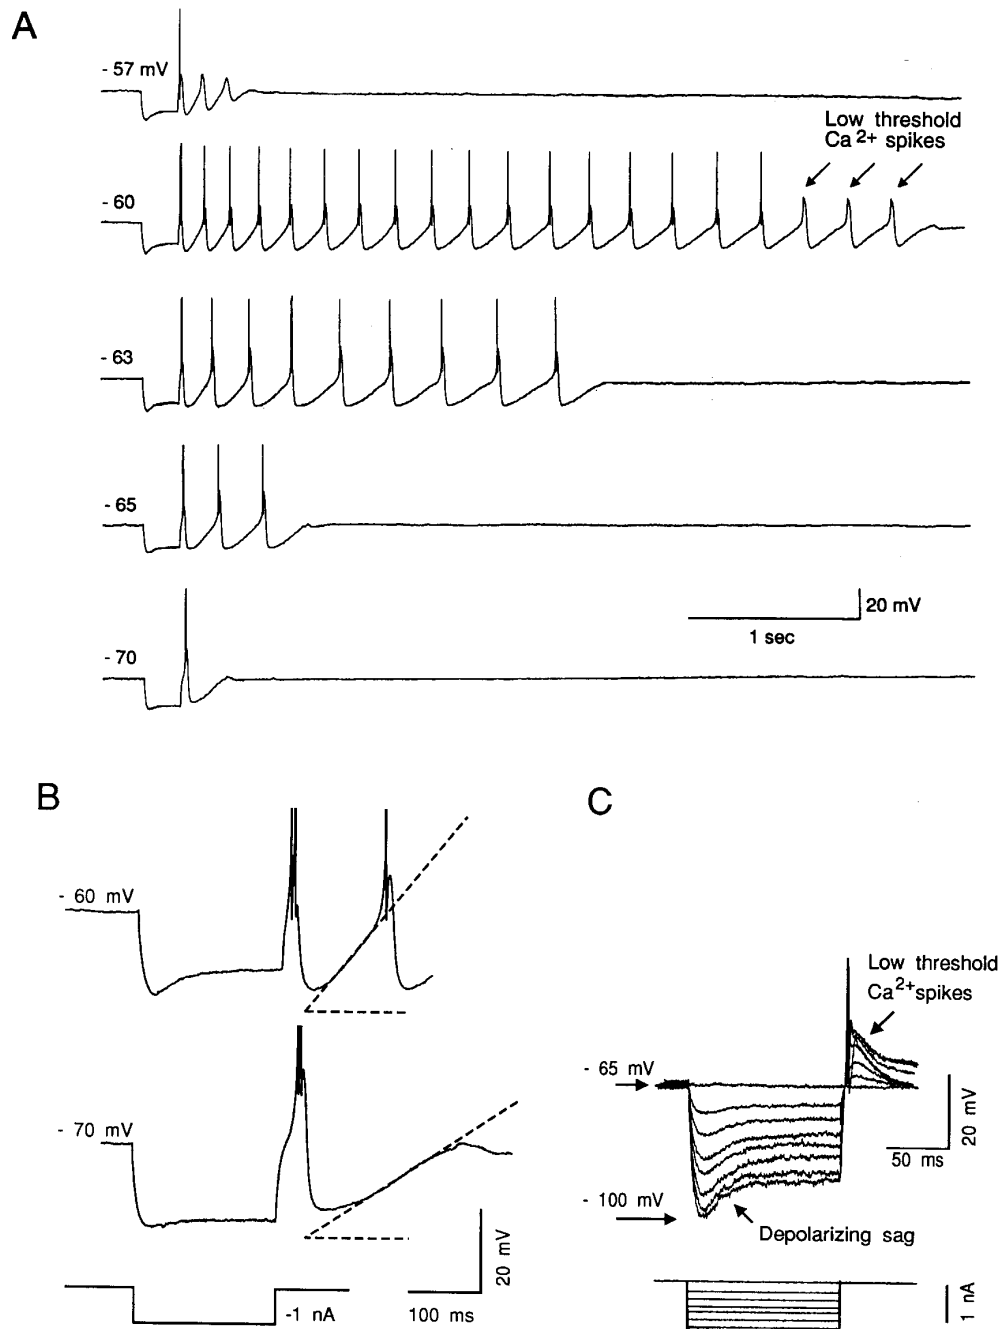 A
- 57 mV
Low threshold
Ca 2+ spikes
- 60
- 63
- 65
20 mV
1 sec
- 70
B
C
- 60 mV
Low threshold
Ca2+spikes
- 65 mV
20 mV
50 ms
- 70 mV
- 100 mV
Depolarizing sag
20 mV
-1 nA
100 ms
1 nA